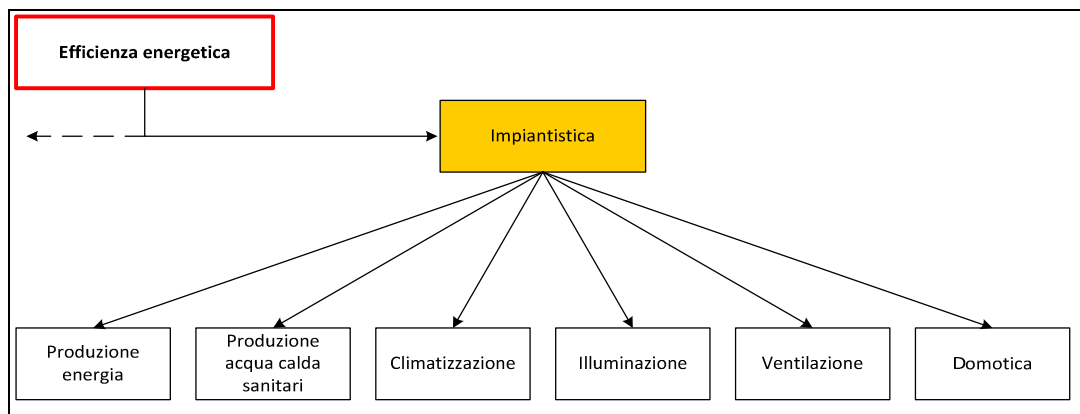 Efficienza energetica
Impiantistica
Produzione
energia
Produzione
acqua calda
sanitari
Climatizzazione
Illuminazione
Ventilazione
Domotica